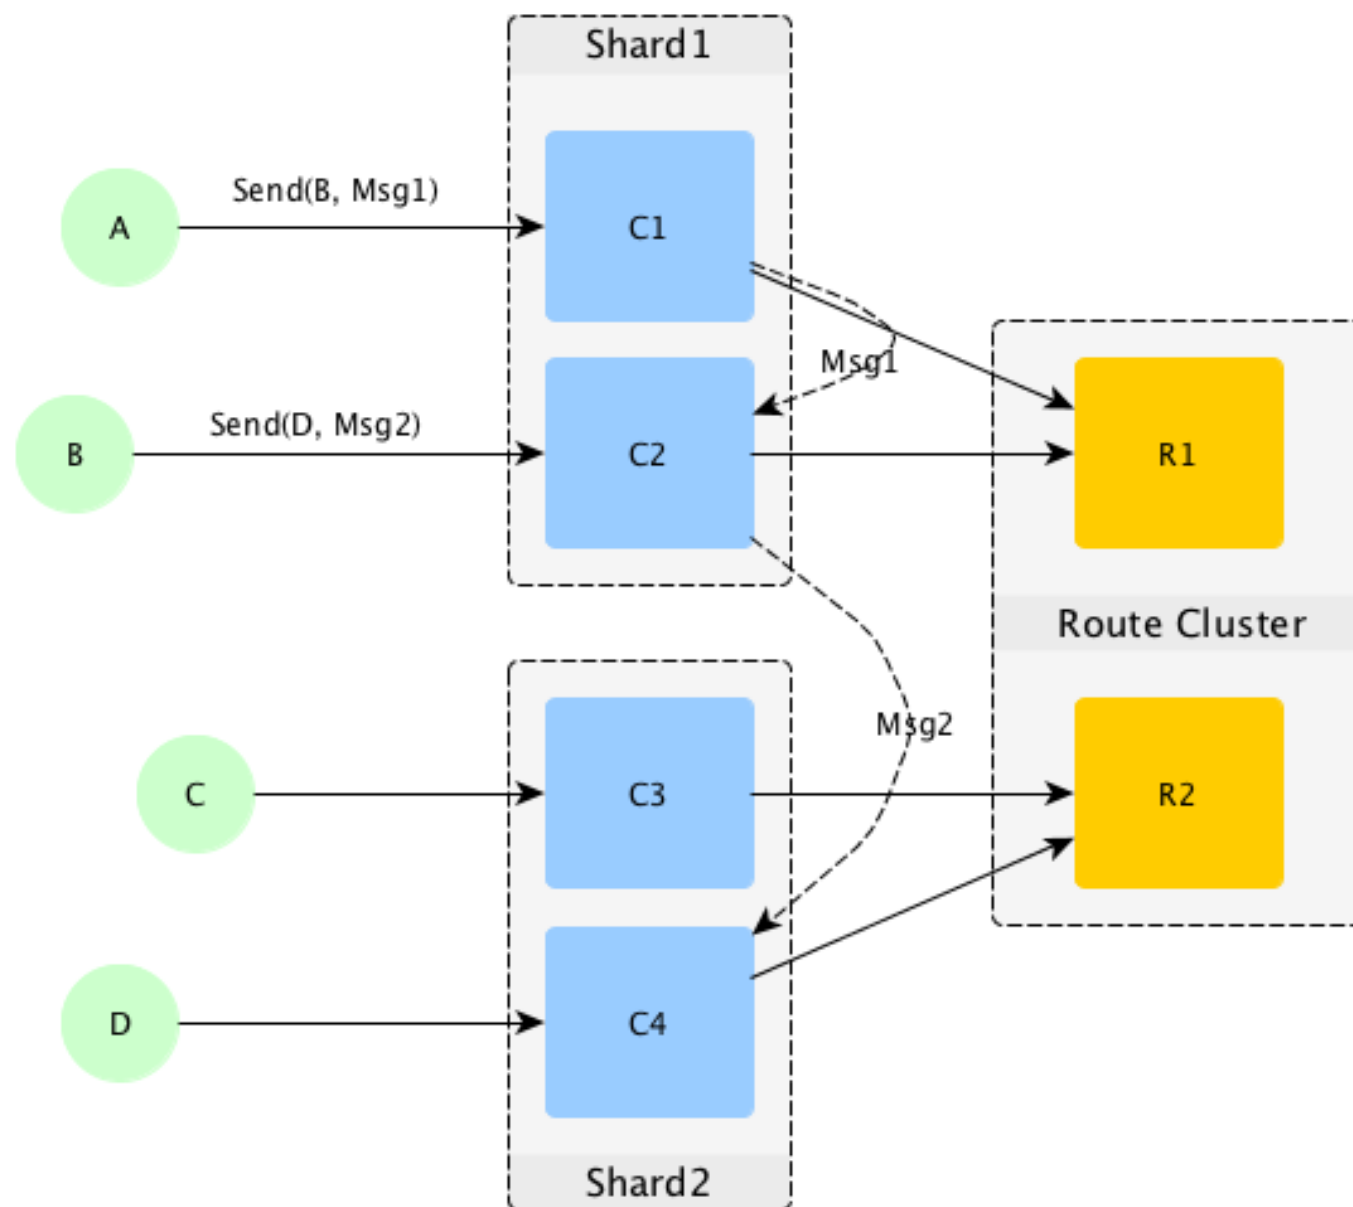 Shard1
C1
Send(B, Msg1)
A
Msg1
Send(D, Msg2)
B
C2
R1
Route Cluster
Msg2
C
C3
R2
D
C4
Shard2